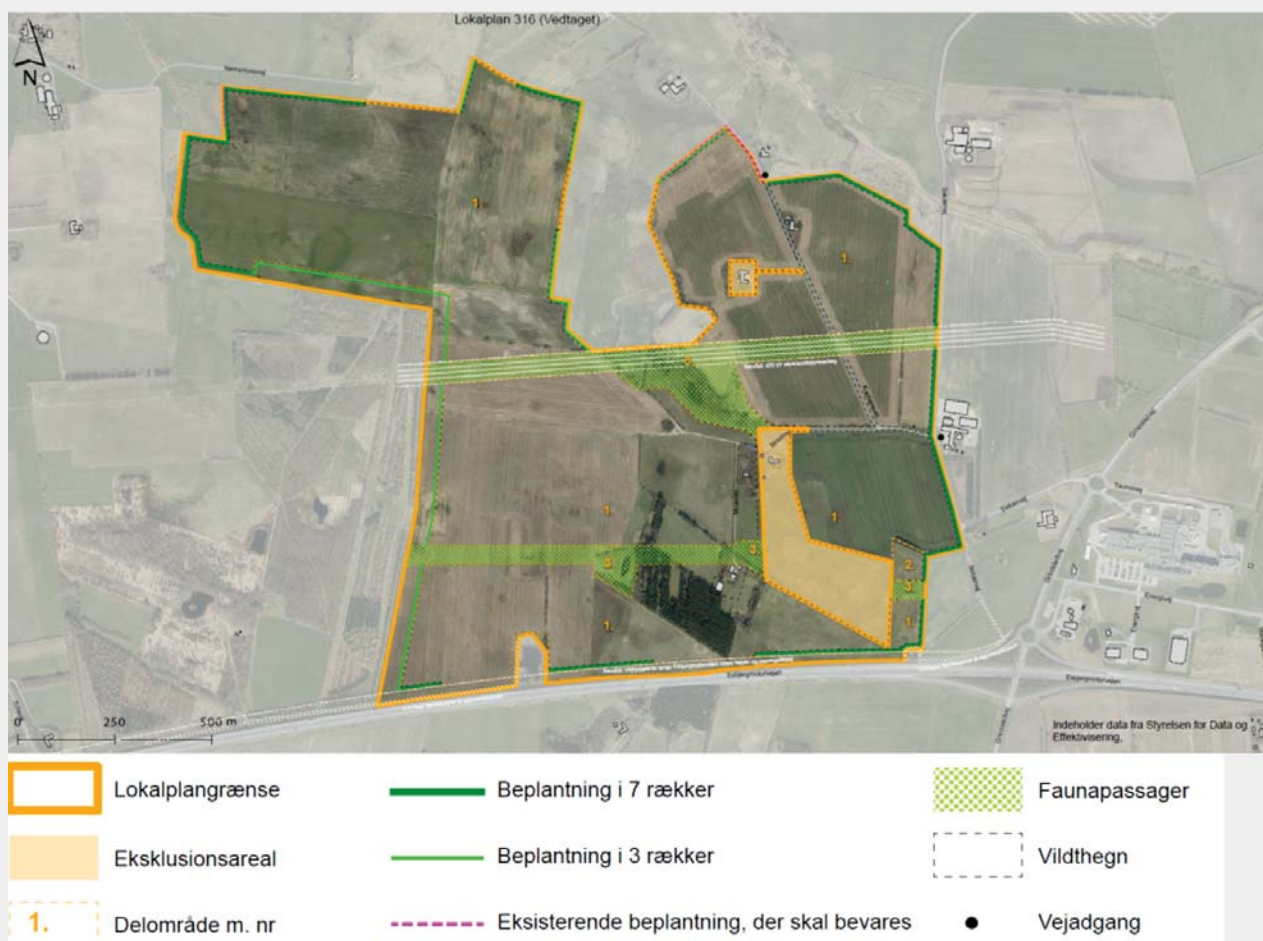 Lokalplan 316 (Vedtaget)
N
1.
1.
3.
1.
1.
3.
3.
2.
3.
1.
1.
Esbjergmotorvejen
Esbjergmotorvejen
0 250 500 m
Indeholder data fra Styrelsen for Data og
Effektivisering,
Lokalplangrænse
Beplantning i 7 rækker
Faunapassager
Eksklusionsareal
Beplantning i 3 rækker
Vildthegn
1.
Delområde m. nr
Eksisterende beplantning, der skal bevares
Vejadgang